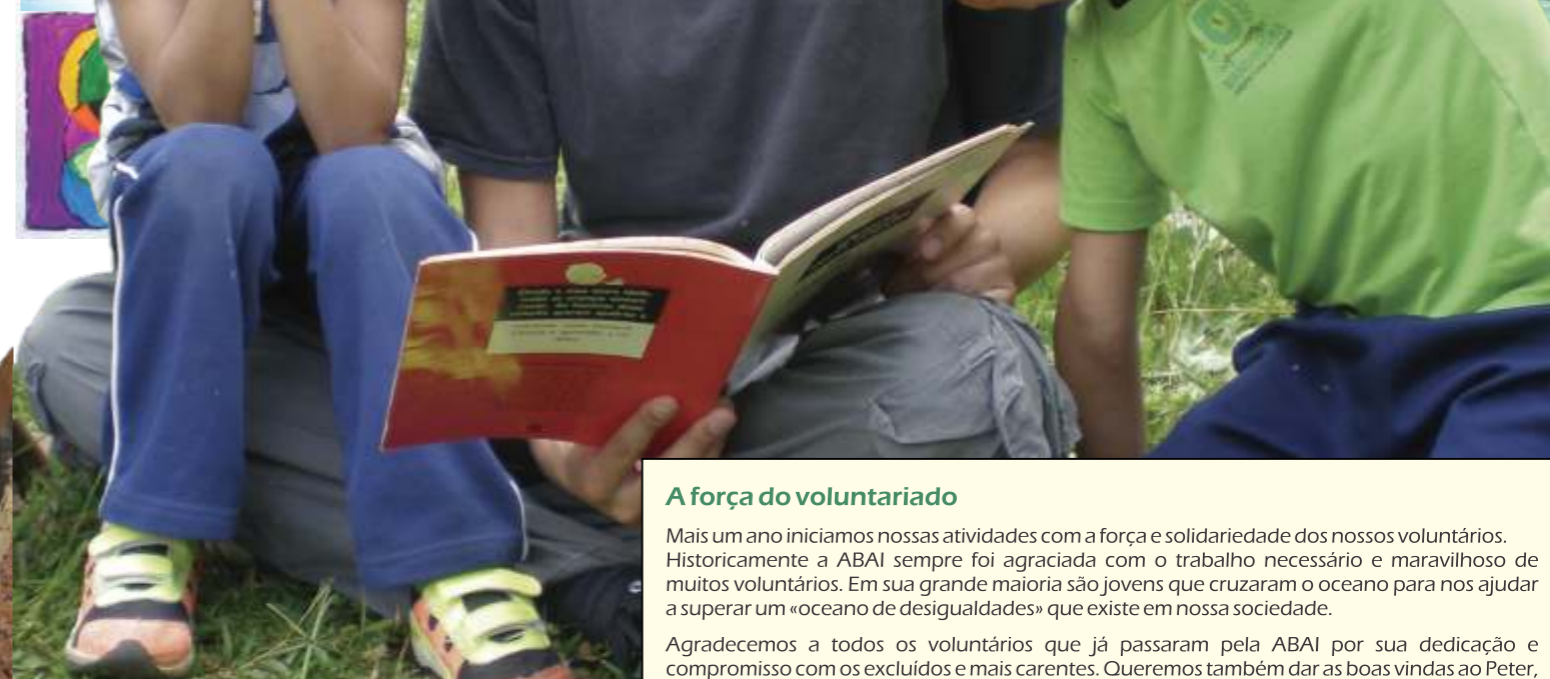 A força do voluntariado
Mais um ano iniciamos nossas atividades com a força e solidariedade dos nossos voluntários.
Historicamente a ABAI sempre foi agraciada com o trabalho necessário e maravilhoso de
muitos voluntários. Em sua grande maioria são jovens que cruzaram o oceano para nos ajudar
a superar um «oceano de desigualdades» que existe em nossa sociedade.
Agradecemos a todos os voluntários que já passaram pela ABAI por sua dedicação e
compromisso com os excluídos e mais carentes. Queremos também dar as boas vindas ao Peter,